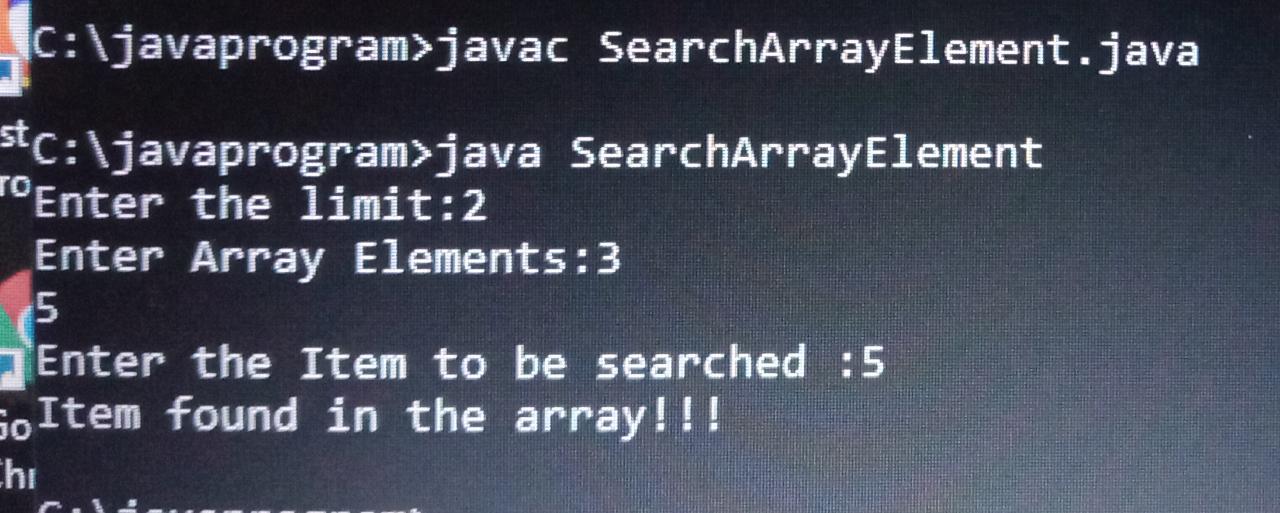 C:\javaprogram>javac SearchArrayElement.java
C:\javaprogram>java SearchArrayElement
Enter the limit:2
Enter Array Elements:3
5
Enter the Item to be searched :5
Item found in the array!!!